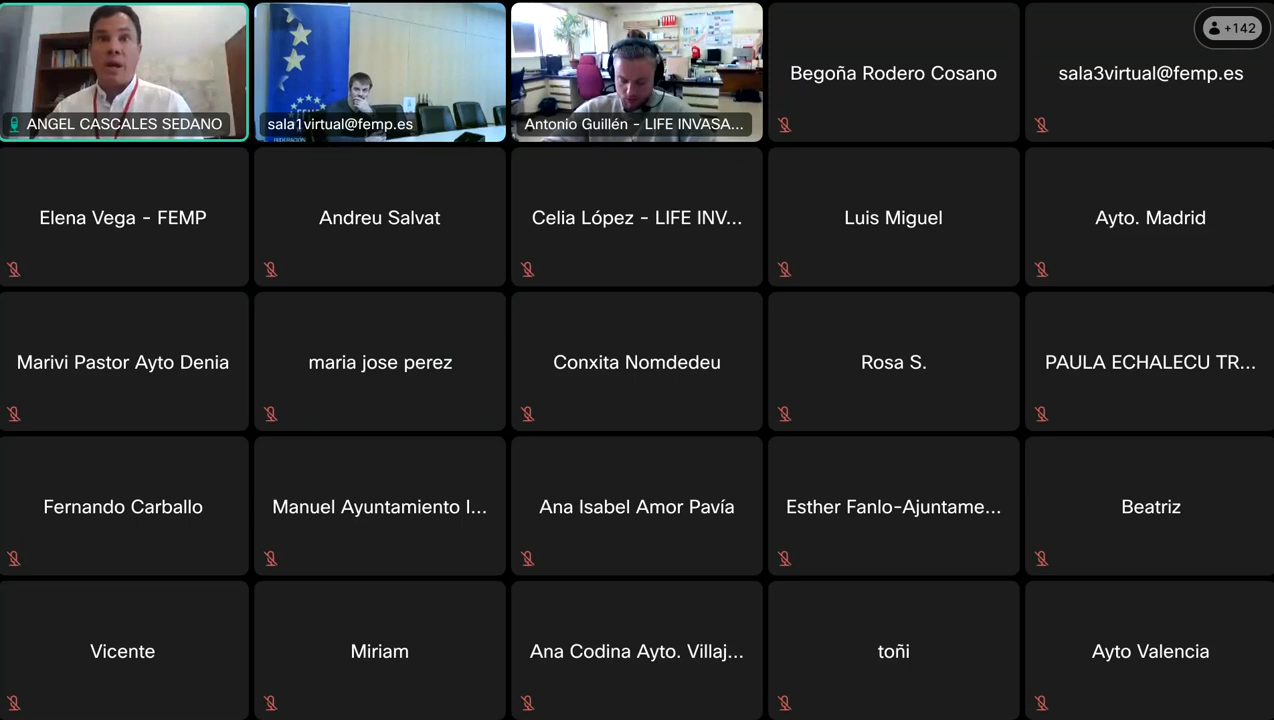 +142
ANGEL CASCALES SEDANO
sala1virtual@femp.es
Antonio Guillén - LIFE INVASA...
Begoña Rodero Cosano
sala3virtual@femp.es
Elena Vega - FEMP
Andreu Salvat
Celia López - LIFE INV...
Luis Miguel
Ayto. Madrid
Marivi Pastor Ayto Denia
maria jose perez
Conxita Nomdedeu
Rosa S.
PAULA ECHALECU TR...
Fernando Carballo
Manuel Ayuntamiento I...
Ana Isabel Amor Pavía
Esther Fanlo-Ajuntame...
Beatriz
Vicente
Miriam
Ana Codina Ayto. Villaj...
toñi
Ayto Valencia